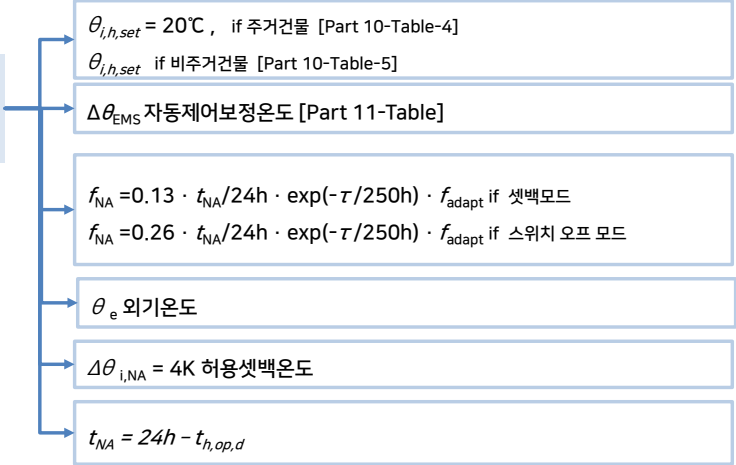 θi,h,set = 20℃ , if 주거건물 [Part 10-Table-4]
θi,h,set if 비주거건물 [Part 10-Table-5]
ΔθEMS 자동제어보정온도 [Part 11-Table]
fNA =0.13 · tNA/24h · exp(-τ/250h) · fadapt if 셋백모드
fNA =0.26 · tNA/24h · exp(-τ/250h) · fadapt if 스위치 오프 모드
θ e 외기온도
Δθ i,NA = 4K 허용셋백온도
tNA = 24h – th,op,d